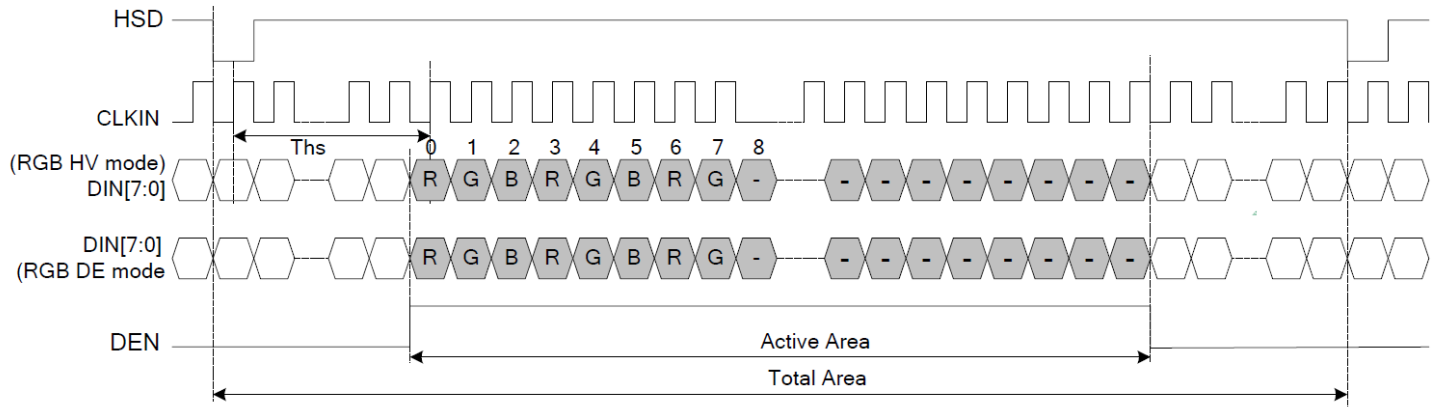 HSD
CLKIN
Ths
(RGB HV mode)
DIN[7:0]
0 1 2 3 4 5 6 7 8
R G B R G B R G - - - - - - - - -
DIN[7:0]
(RGB DE mode
R G B R G B R G - - - - - - - - -
DEN
Active Area
Total Area